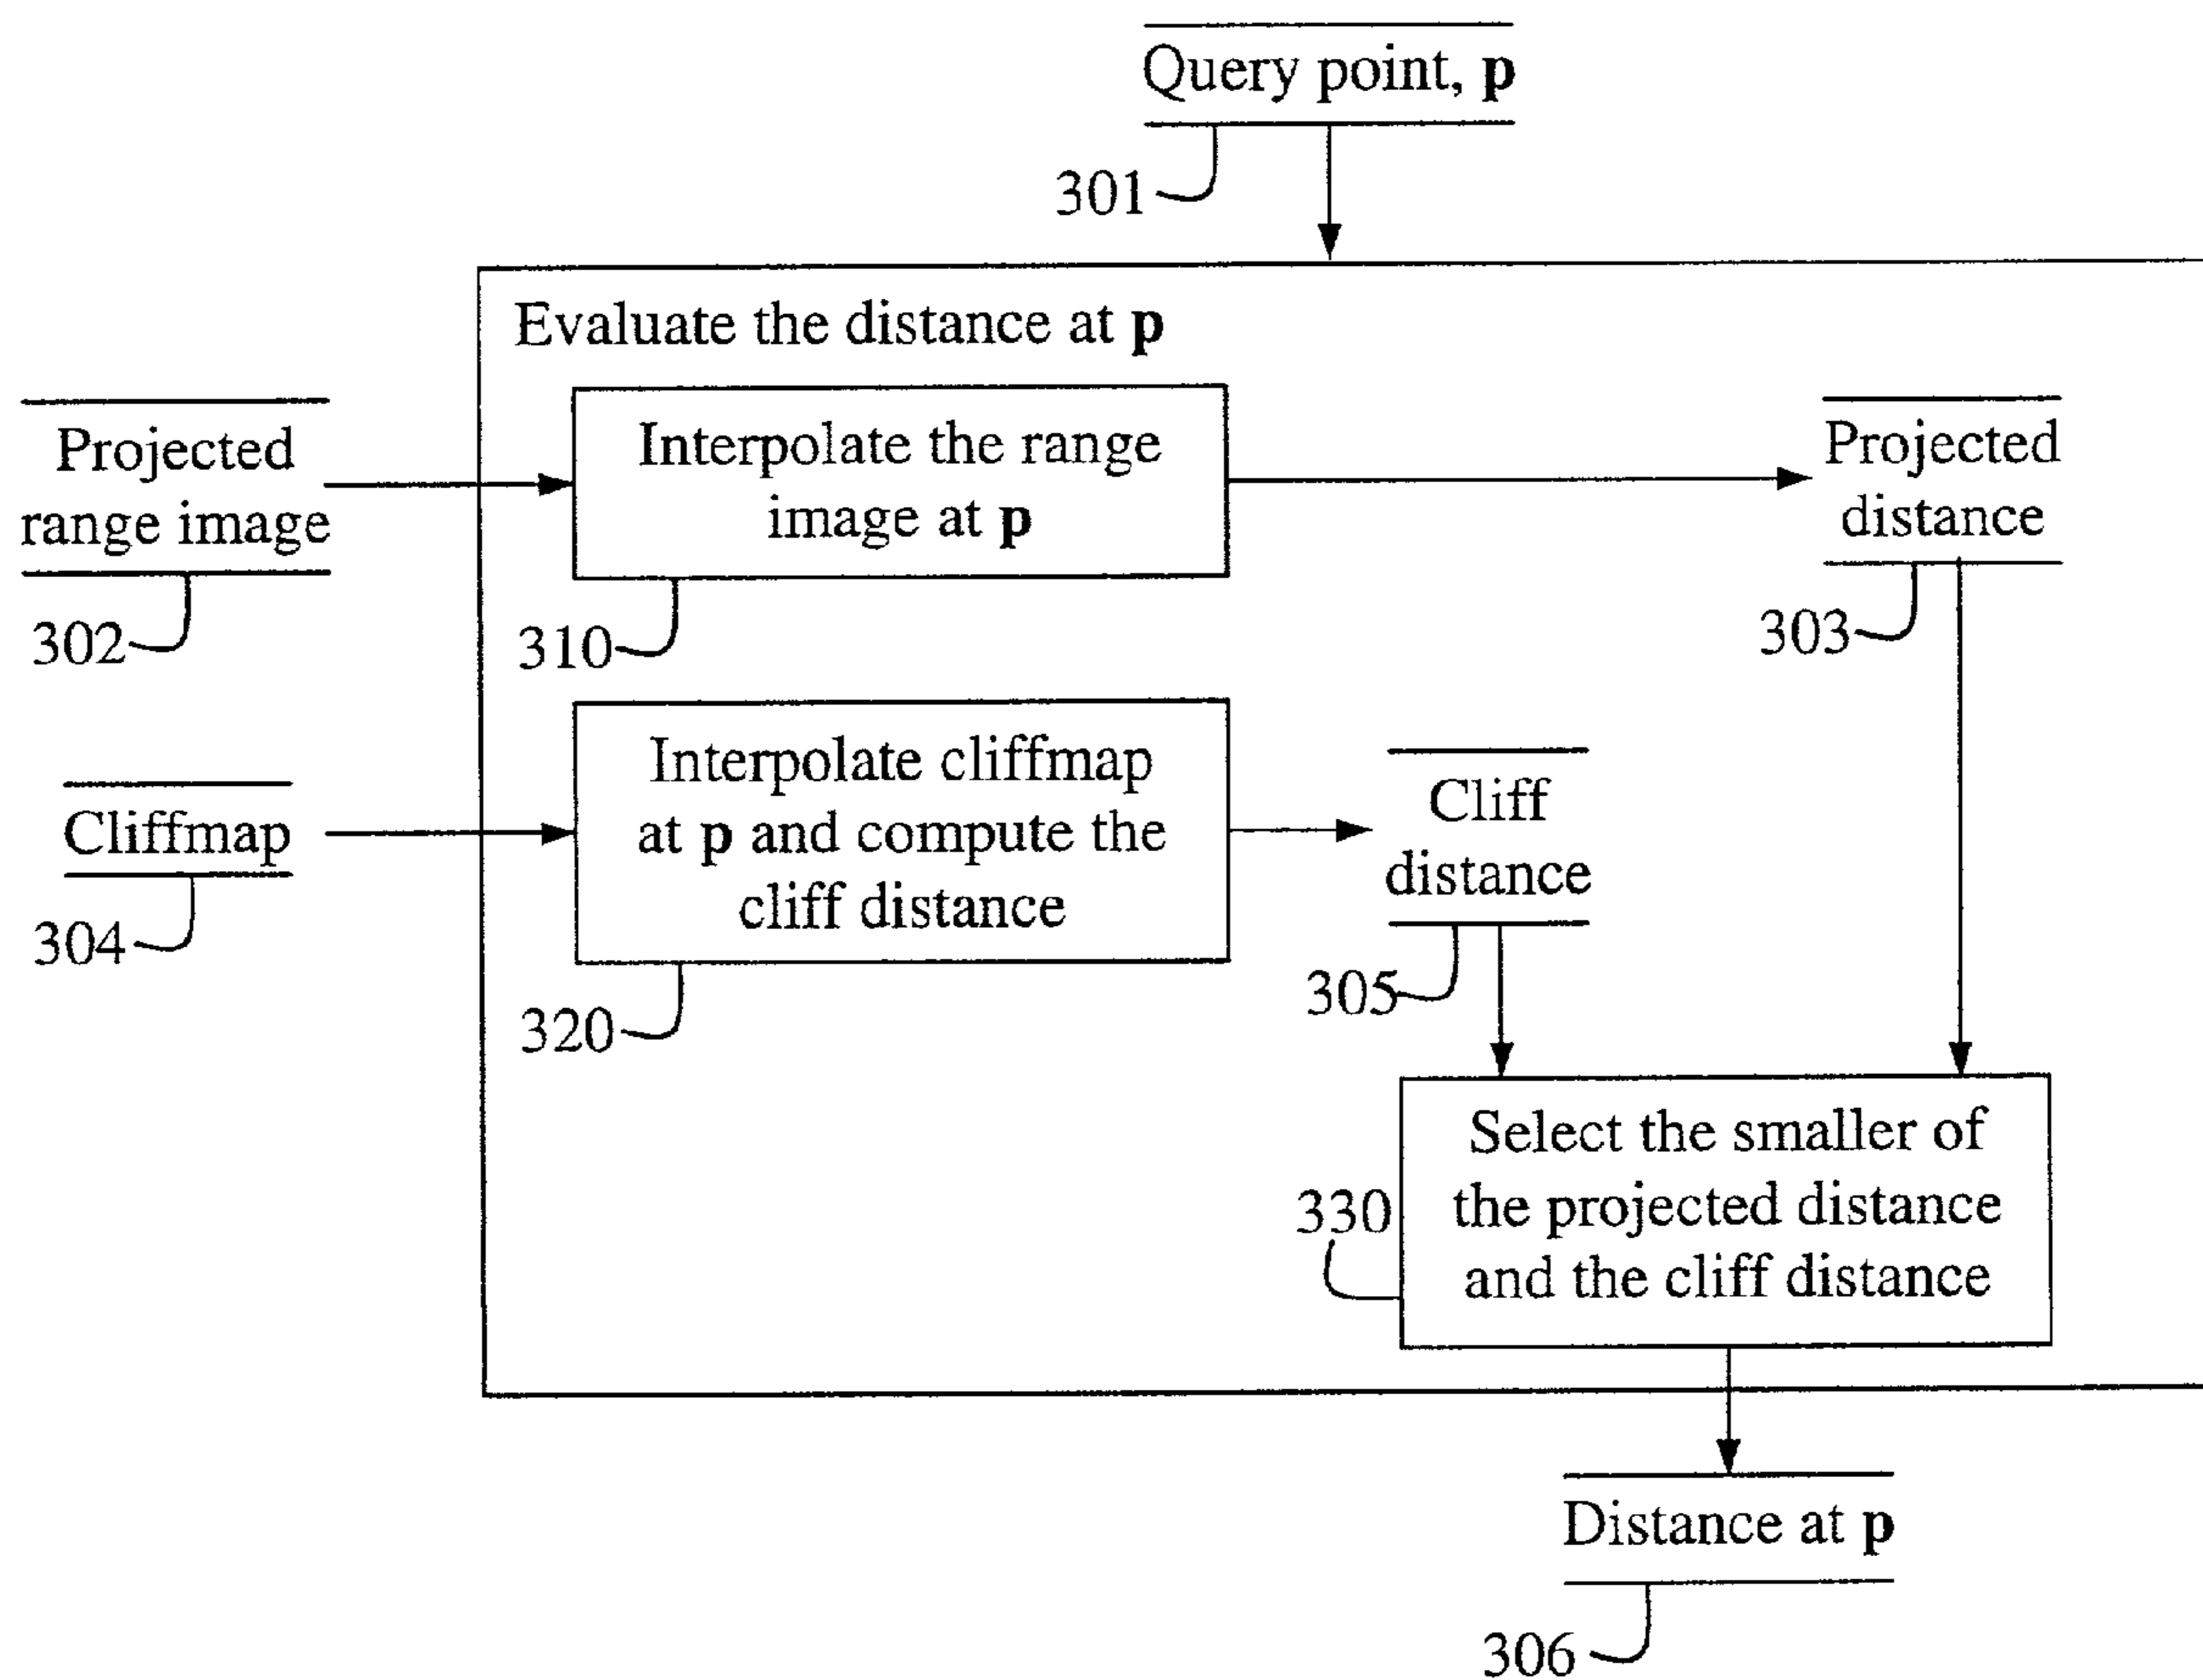 Query point, p
301
Evaluate the distance at p
Projected
range image
302
Interpolate the range
image at p
310
Projected
distance
303
Cliffmap
304
Interpolate cliffmap
at p and compute the
cliff distance
320
Cliff
distance
305
Select the smaller of
the projected distance
and the cliff distance
330
Distance at p
306